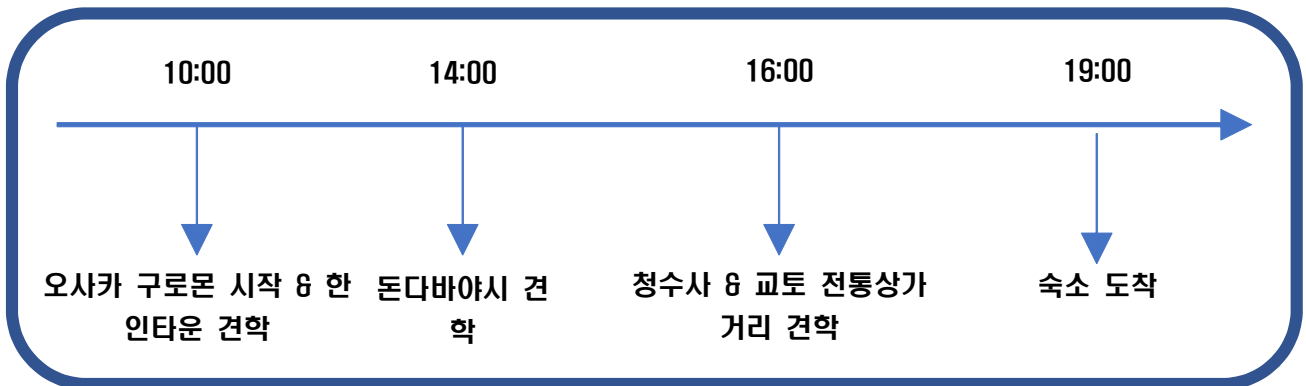 10:00
14:00
16:00
19:00
오사카 구로몬 시작 & 한
인타운 견학
돈다바야시 견
학
청수사 & 교토 전통상가
거리 견학
숙소 도착